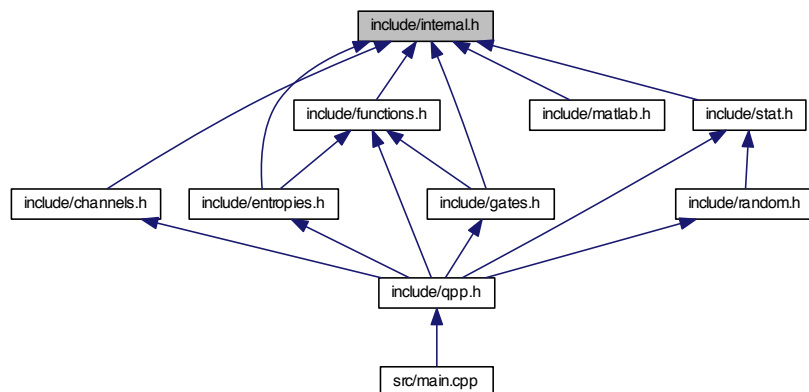 include/internal.h
include/functions.h
include/matlab.h
include/stat.h
include/channels.h
include/entropies.h
include/gates.h
include/random.h
include/qpp.h
src/main.cpp